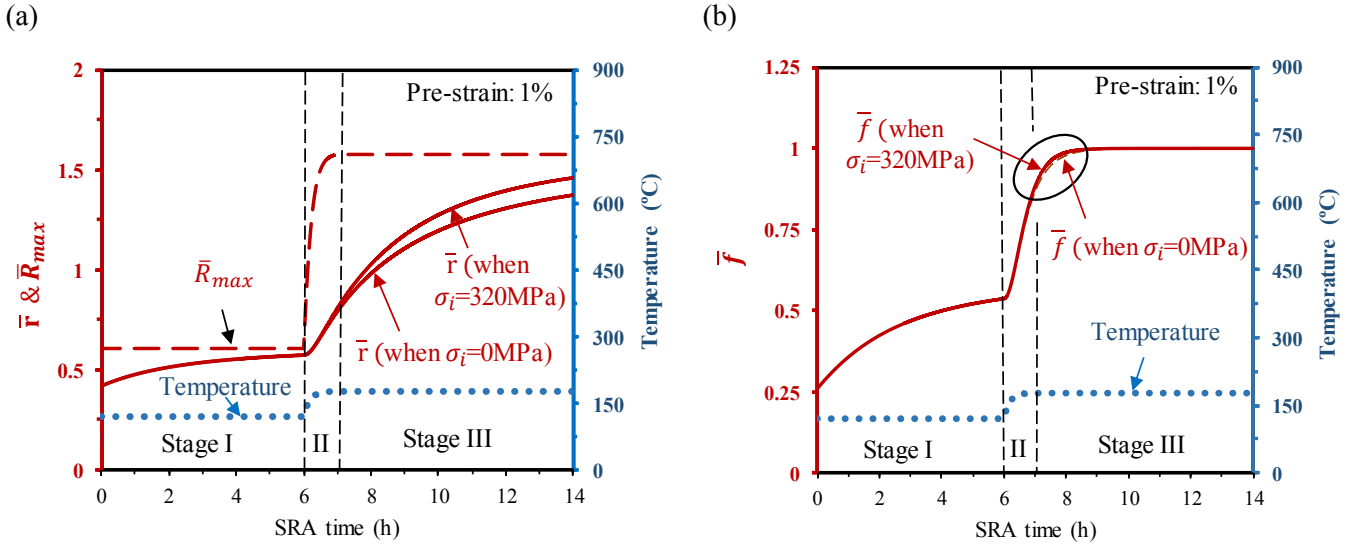 (a)
2
1.5
1
0.5
0
r̅ & R̅max
Pre-strain: 1%
900
750
600
450
300
150
0
Temperature (ºC)
R̅max
r̅ (when
σi=320MPa)
r̅ (when σi=0MPa)
Temperature
Stage I
II
Stage III
0
2
4
6
8
10
12
14
SRA time (h)
(b)
1.25
1
0.75
0.5
0.25
0
f̅
Pre-strain: 1%
900
750
600
450
300
150
0
Temperature (ºC)
f̅ (when
σi=320MPa)
f̅ (when σi=0MPa)
Temperature
Stage I
II
Stage III
0
2
4
6
8
10
12
14
SRA time (h)